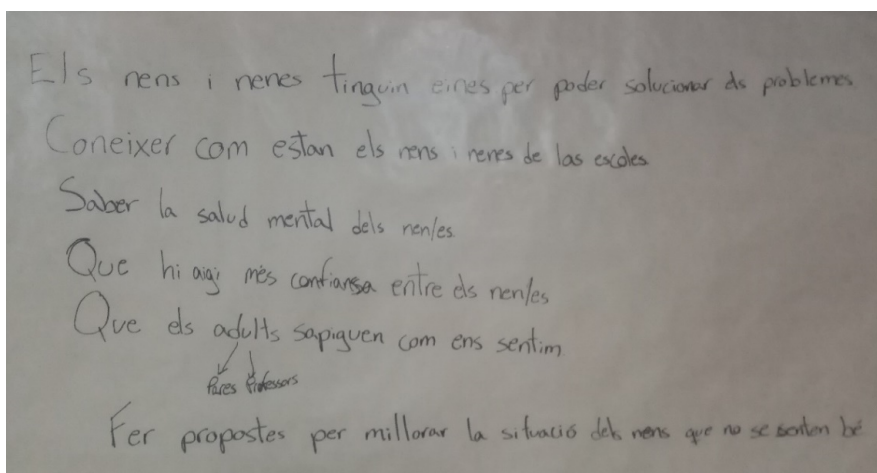 Els nens i nenes tinguin eines per poder solucionar els problemes
Coneixer com estan els nens i nenes de las escoles
Saber la salud mental dels nen/es
Que hi aigi més confiansa entre els nen/es
Que els adults sapiguen com ens sentim
Pares Professors
Fer propostes per millorar la situació dels nens que no se senten bé